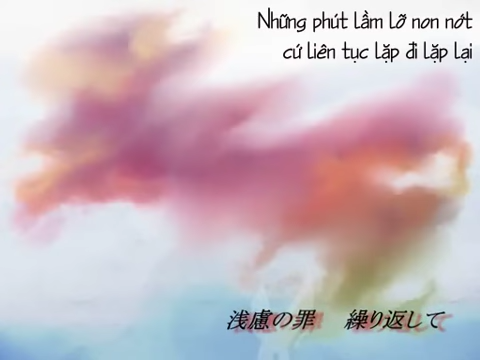 Những phút lầm lỡ non nớt
cứ liên tục lặp đi lặp lại
浅慮の罪 繰り返して